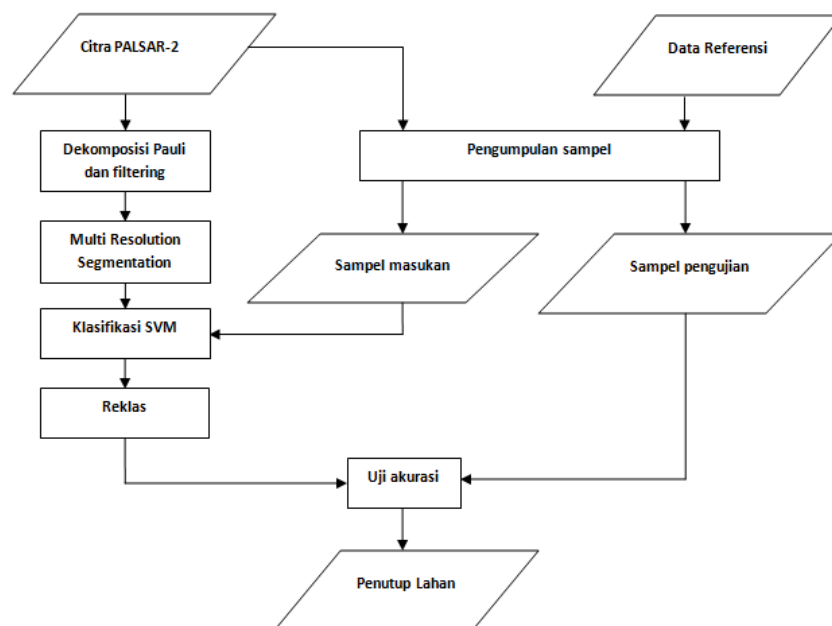 Citra PALSAR-2
Data Referensi
Dekomposisi Pauli
dan filtering
Pengumpulan sampel
Multi Resolution
Segmentation
Sampel masukan
Sampel pengujian
Klasifikasi SVM
Reklas
Uji akurasi
Penutup Lahan